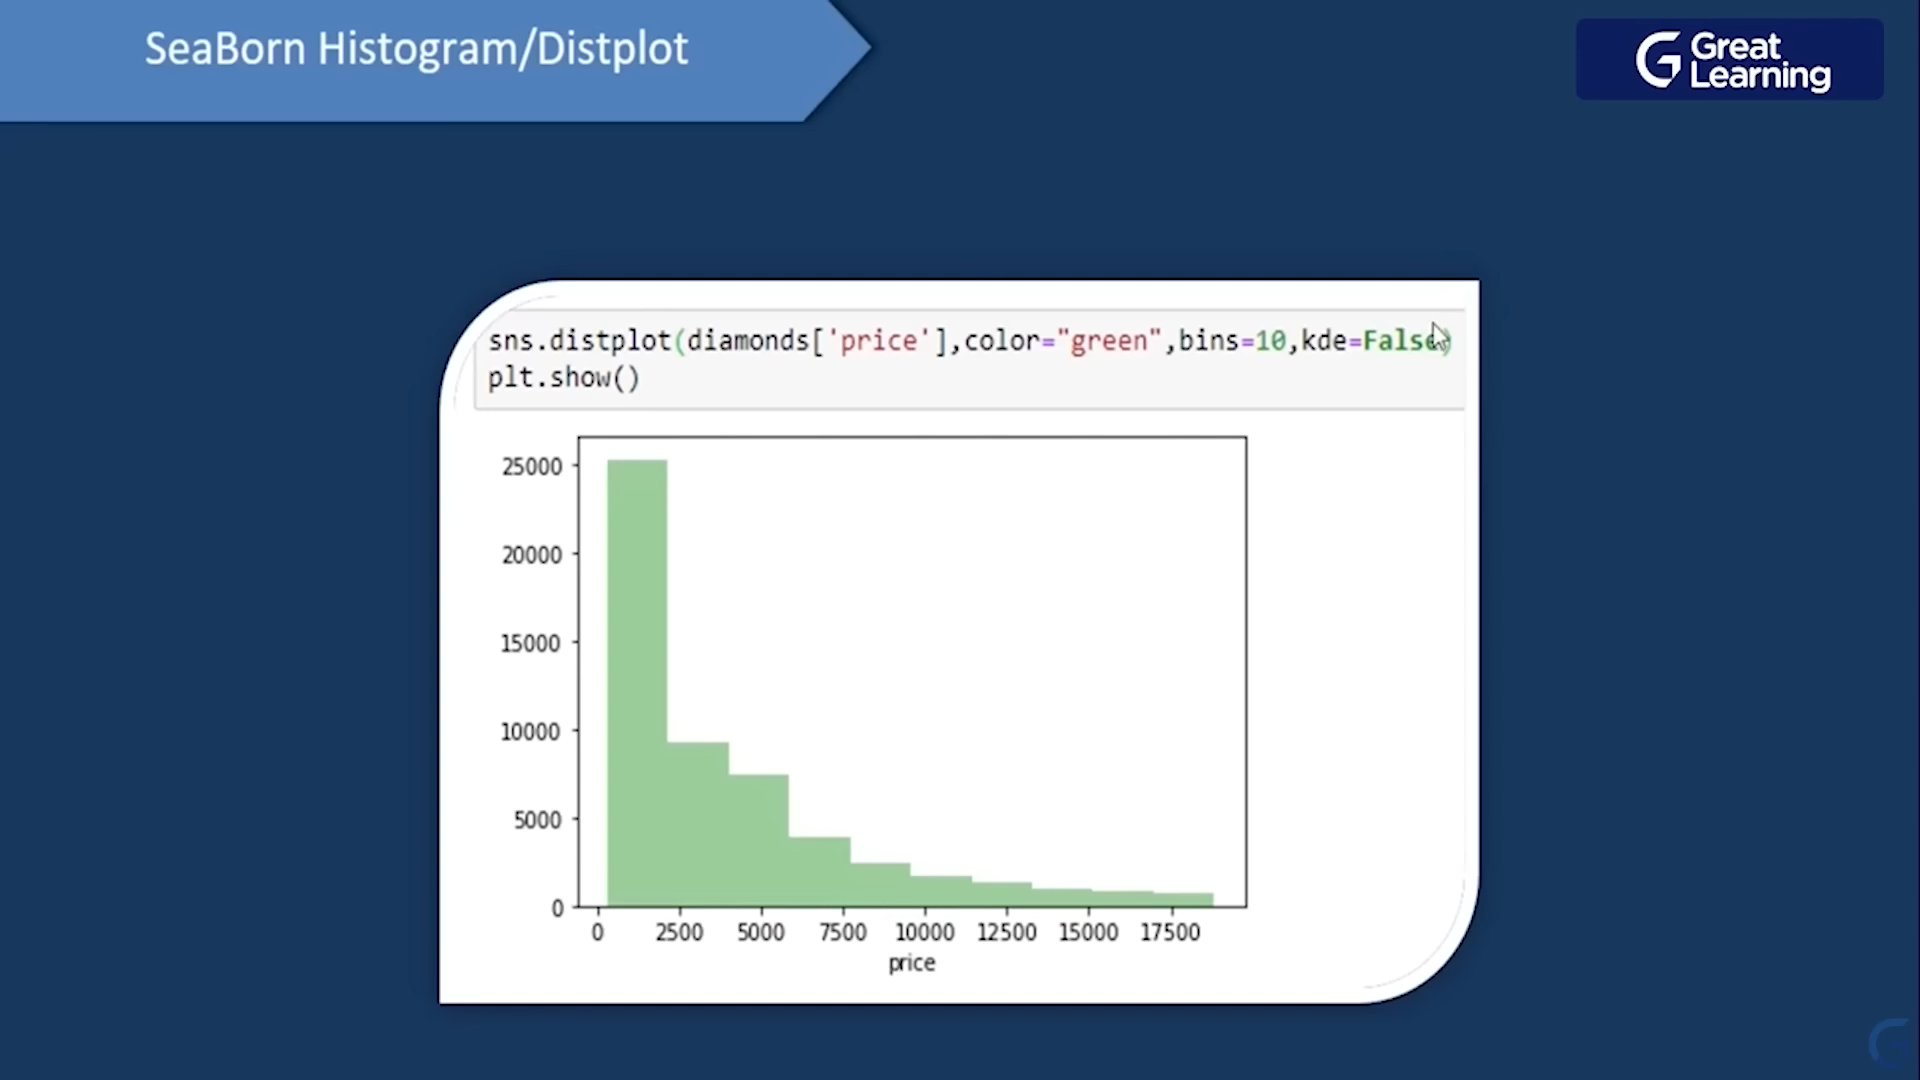 SeaBorn Histogram/Distplot
Great
Learning
sns.distplot(diamonds['price'],color="green",bins=10,kde=False)
plt.show()
25000
20000
15000
10000
5000
0
0 2500 5000 7500 10000 12500 15000 17500
price